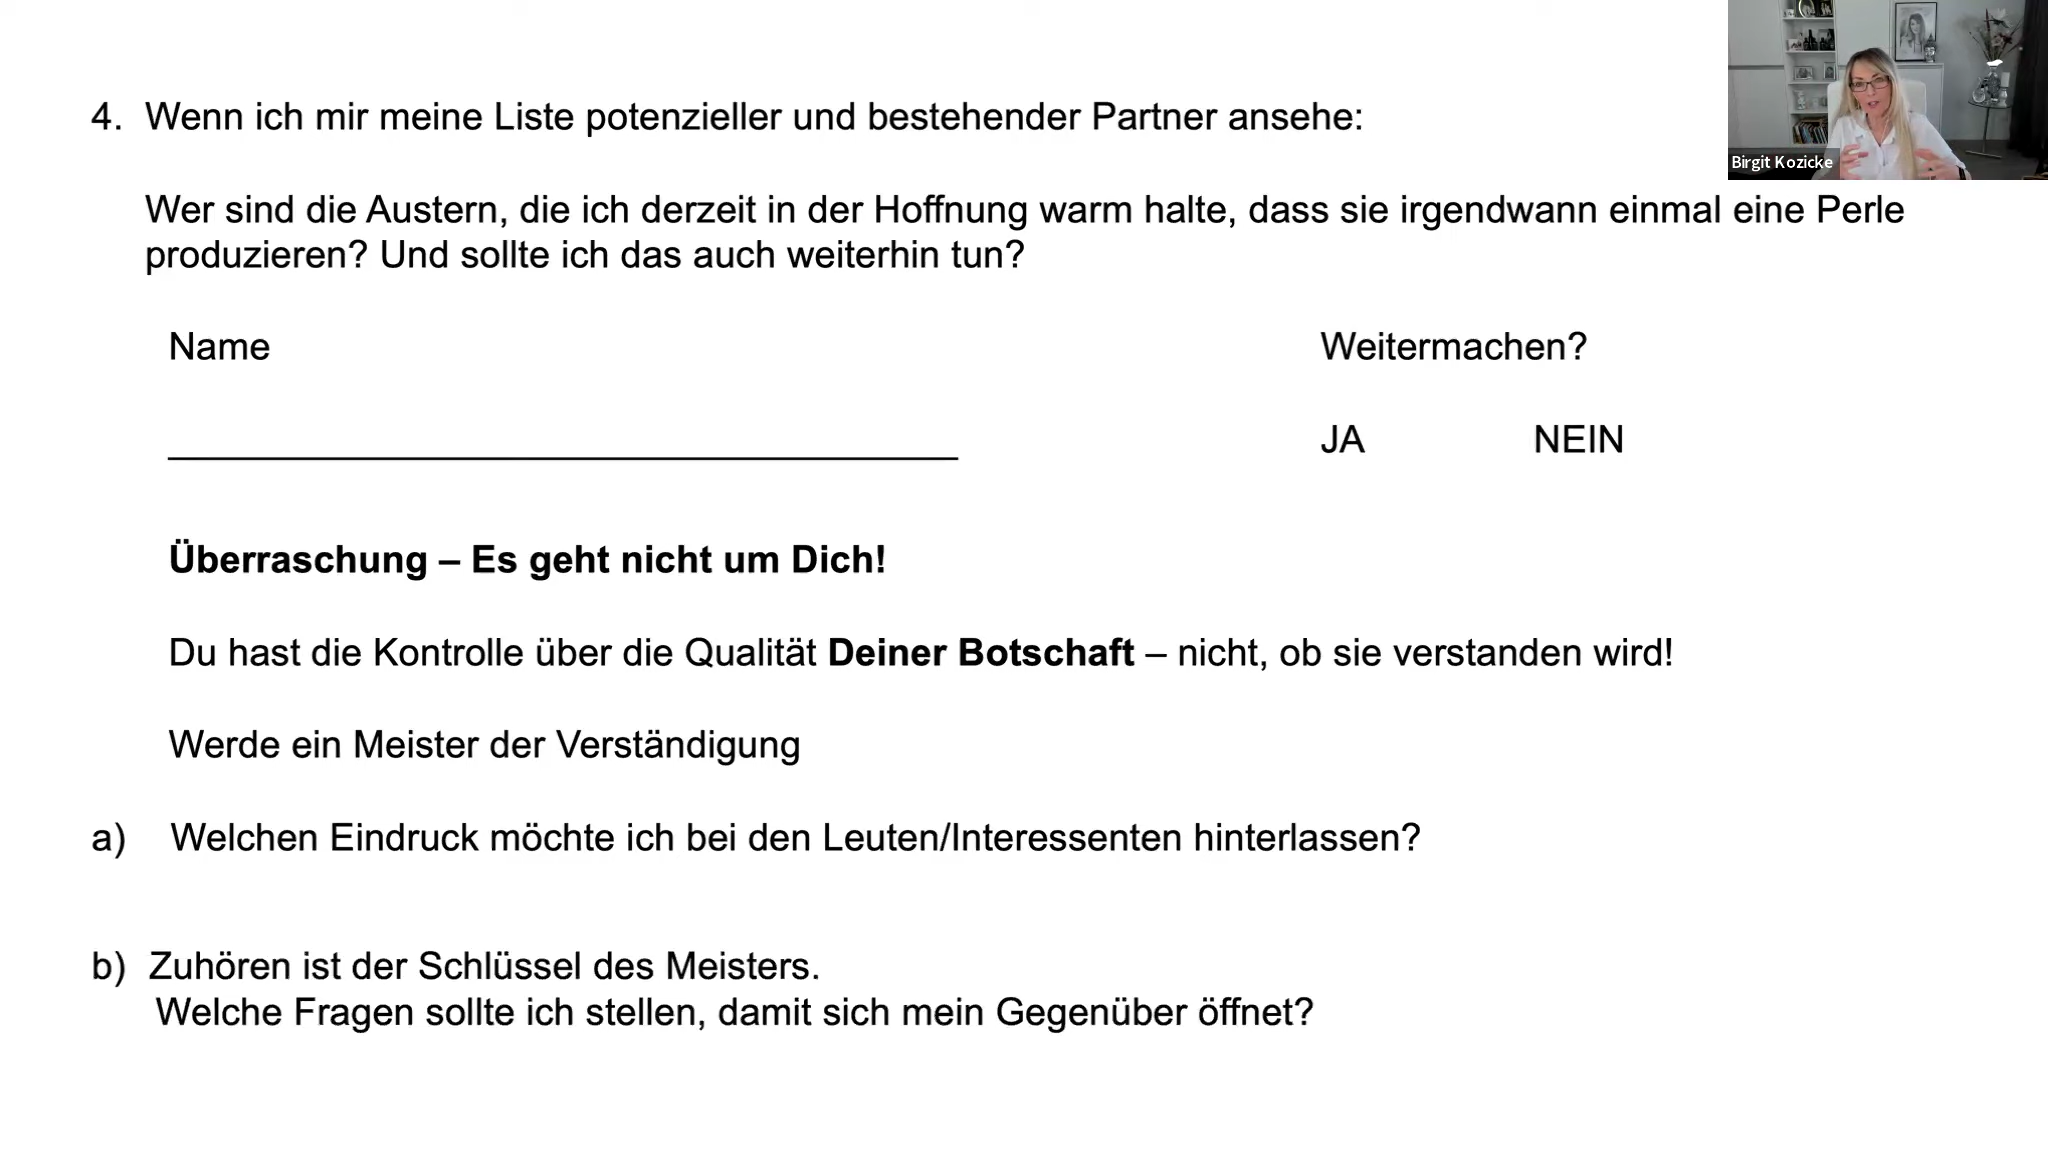 4. Wenn ich mir meine Liste potenzieller und bestehender Partner ansehe:
Birgit Kozicke
Wer sind die Austern, die ich derzeit in der Hoffnung warm halte, dass sie irgendwann einmal eine Perle
produzieren? Und sollte ich das auch weiterhin tun?
Name Weitermachen?
JA NEIN
Überraschung – Es geht nicht um Dich!
Du hast die Kontrolle über die Qualität Deiner Botschaft – nicht, ob sie verstanden wird!
Werde ein Meister der Verständigung
a) Welchen Eindruck möchte ich bei den Leuten/Interessenten hinterlassen?
b) Zuhören ist der Schlüssel des Meisters.
Welche Fragen sollte ich stellen, damit sich mein Gegenüber öffnet?